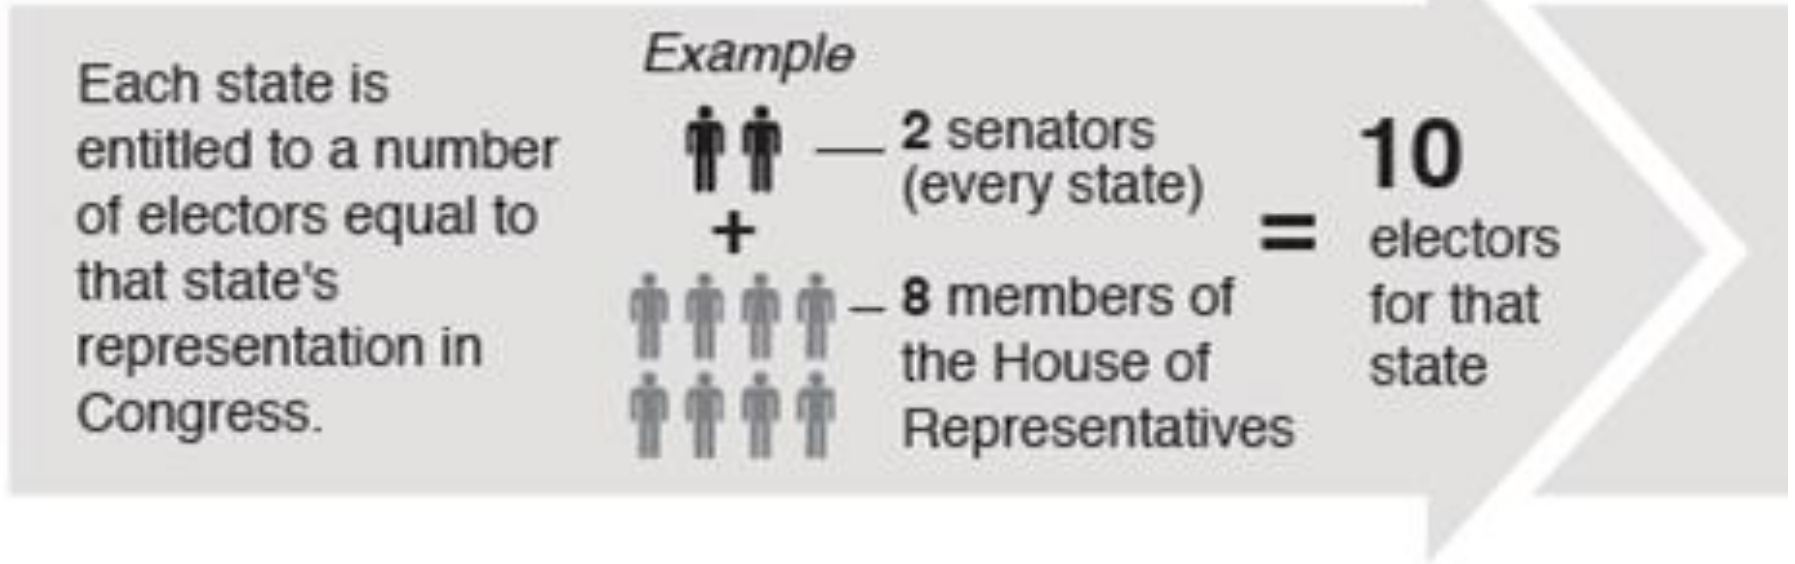 Each state is
entitled to a number
of electors equal to
that state's
representation in
Congress.
Example
+
2 senators
(every state)
8 members of
the House of
Representatives
=
10
electors
for that
state